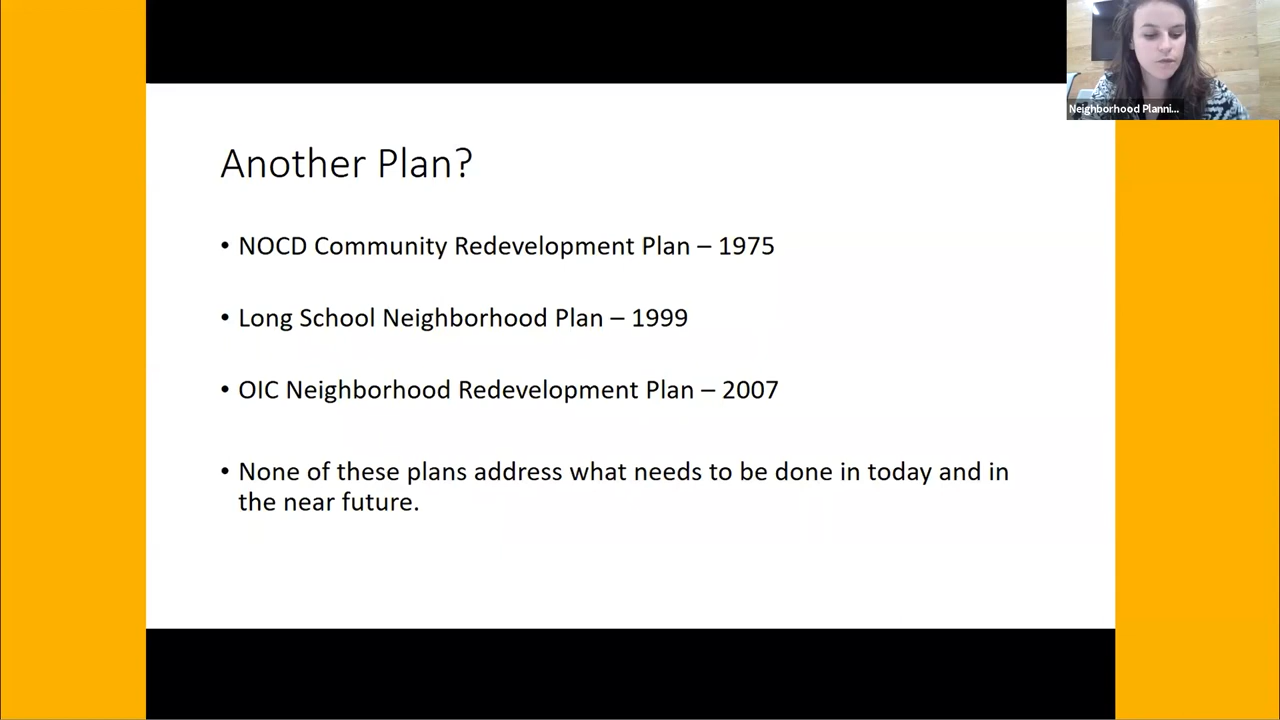 Neighborhood Planni...
Another Plan?
• NOCD Community Redevelopment Plan – 1975
• Long School Neighborhood Plan – 1999
• OIC Neighborhood Redevelopment Plan – 2007
• None of these plans address what needs to be done in today and in
the near future.